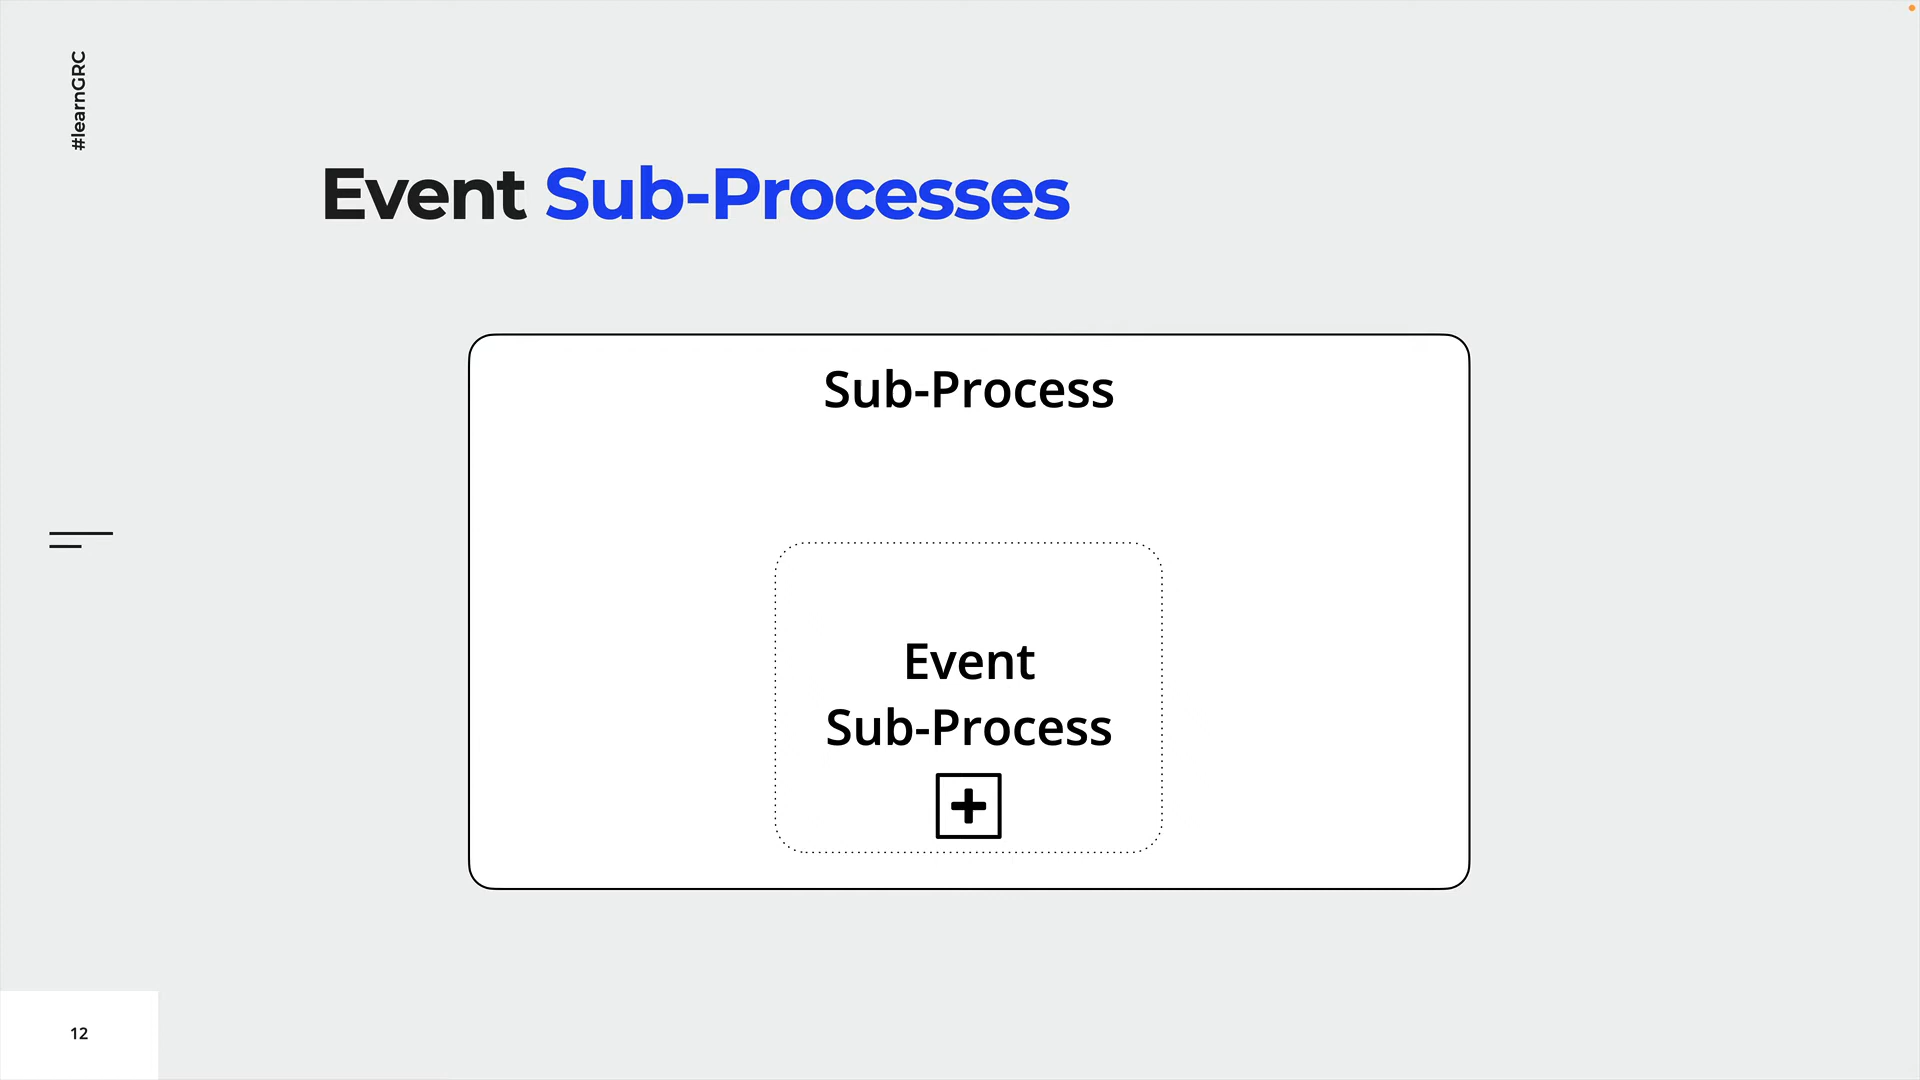 #learnGRC
Event Sub-Processes
Sub-Process
Event
Sub-Process
12